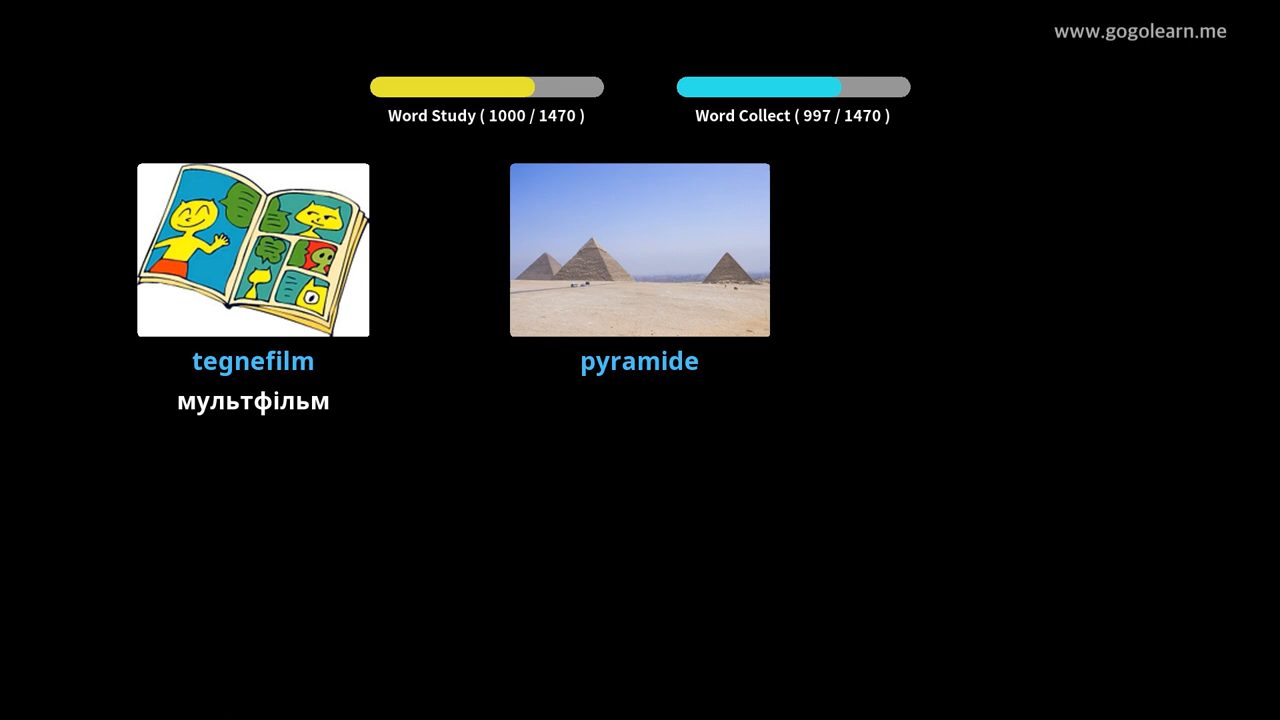 www.gogolearn.me
Word Study ( 1000 / 1470 )
Word Collect ( 997 / 1470 )
tegnefilm
мультфільм
pyramide